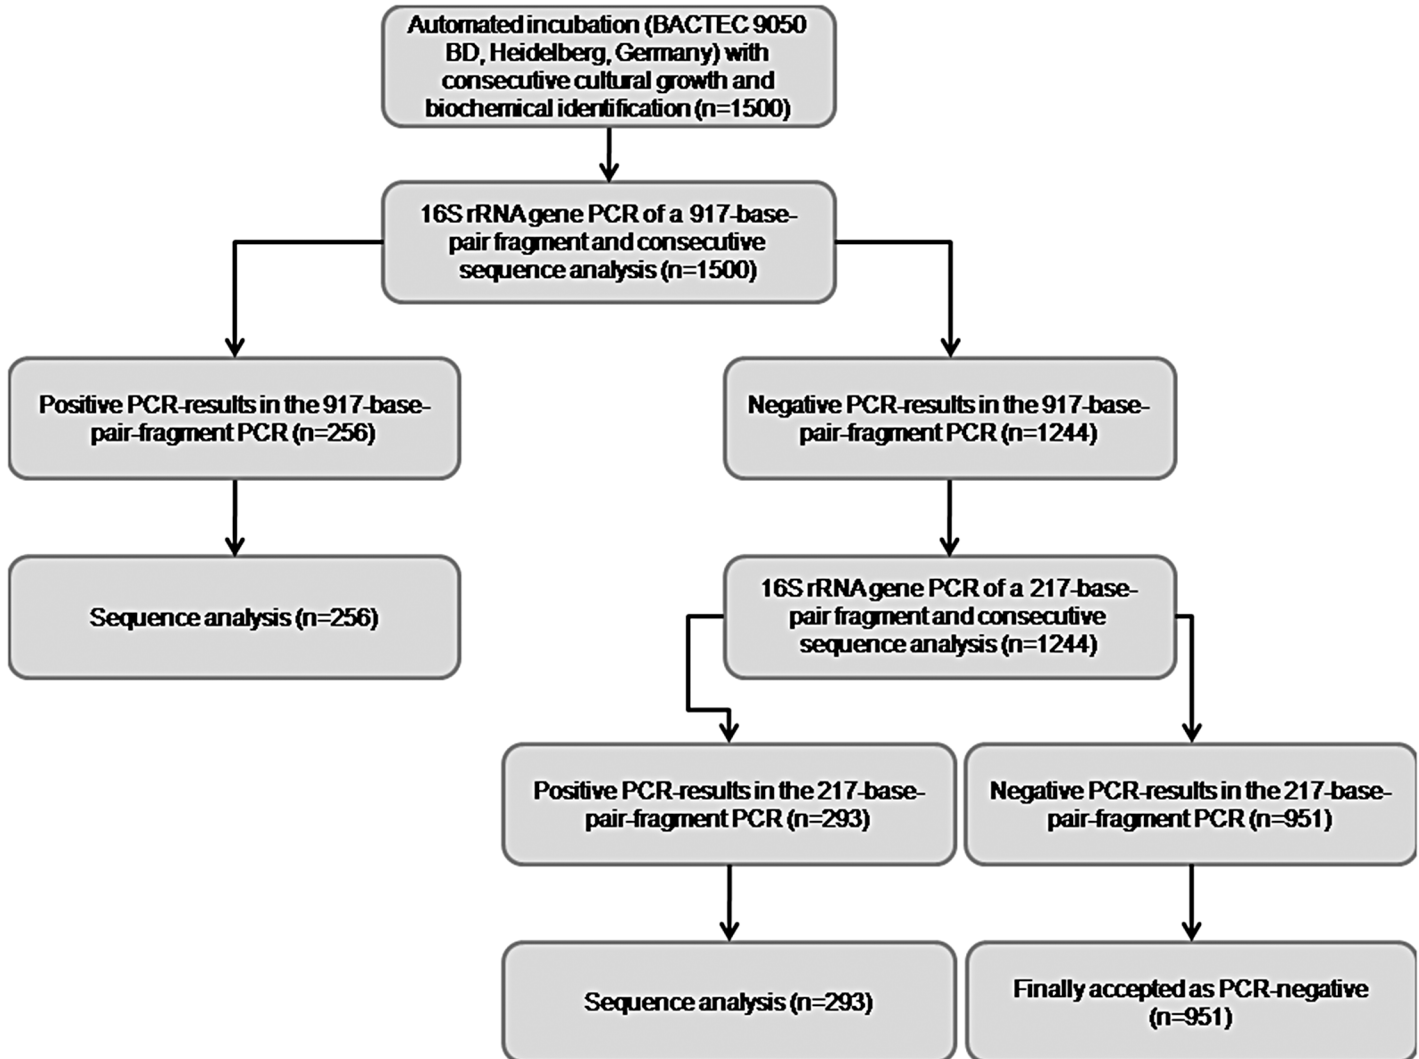 Automated incubation (BACTEC 9050
BD, Heidelberg, Germany) with
consecutive cultural growth and
biochemical identification (n=1500)
16S rRNA gene PCR of a 917-base-
pair fragment and consecutive
sequence analysis (n=1500)
Positive PCR-results in the 917-base-
pair-fragment PCR (n=256)
Negative PCR-results in the 917-base-
pair-fragment PCR (n=1244)
Sequence analysis (n=256)
16S rRNA gene PCR of a 217-base-
pair fragment and consecutive
sequence analysis (n=1244)
Positive PCR-results in the 217-base-
pair-fragment PCR (n=293)
Negative PCR-results in the 217-base-
pair-fragment PCR (n=951)
Sequence analysis (n=293)
Finally accepted as PCR-negative
(n=951)